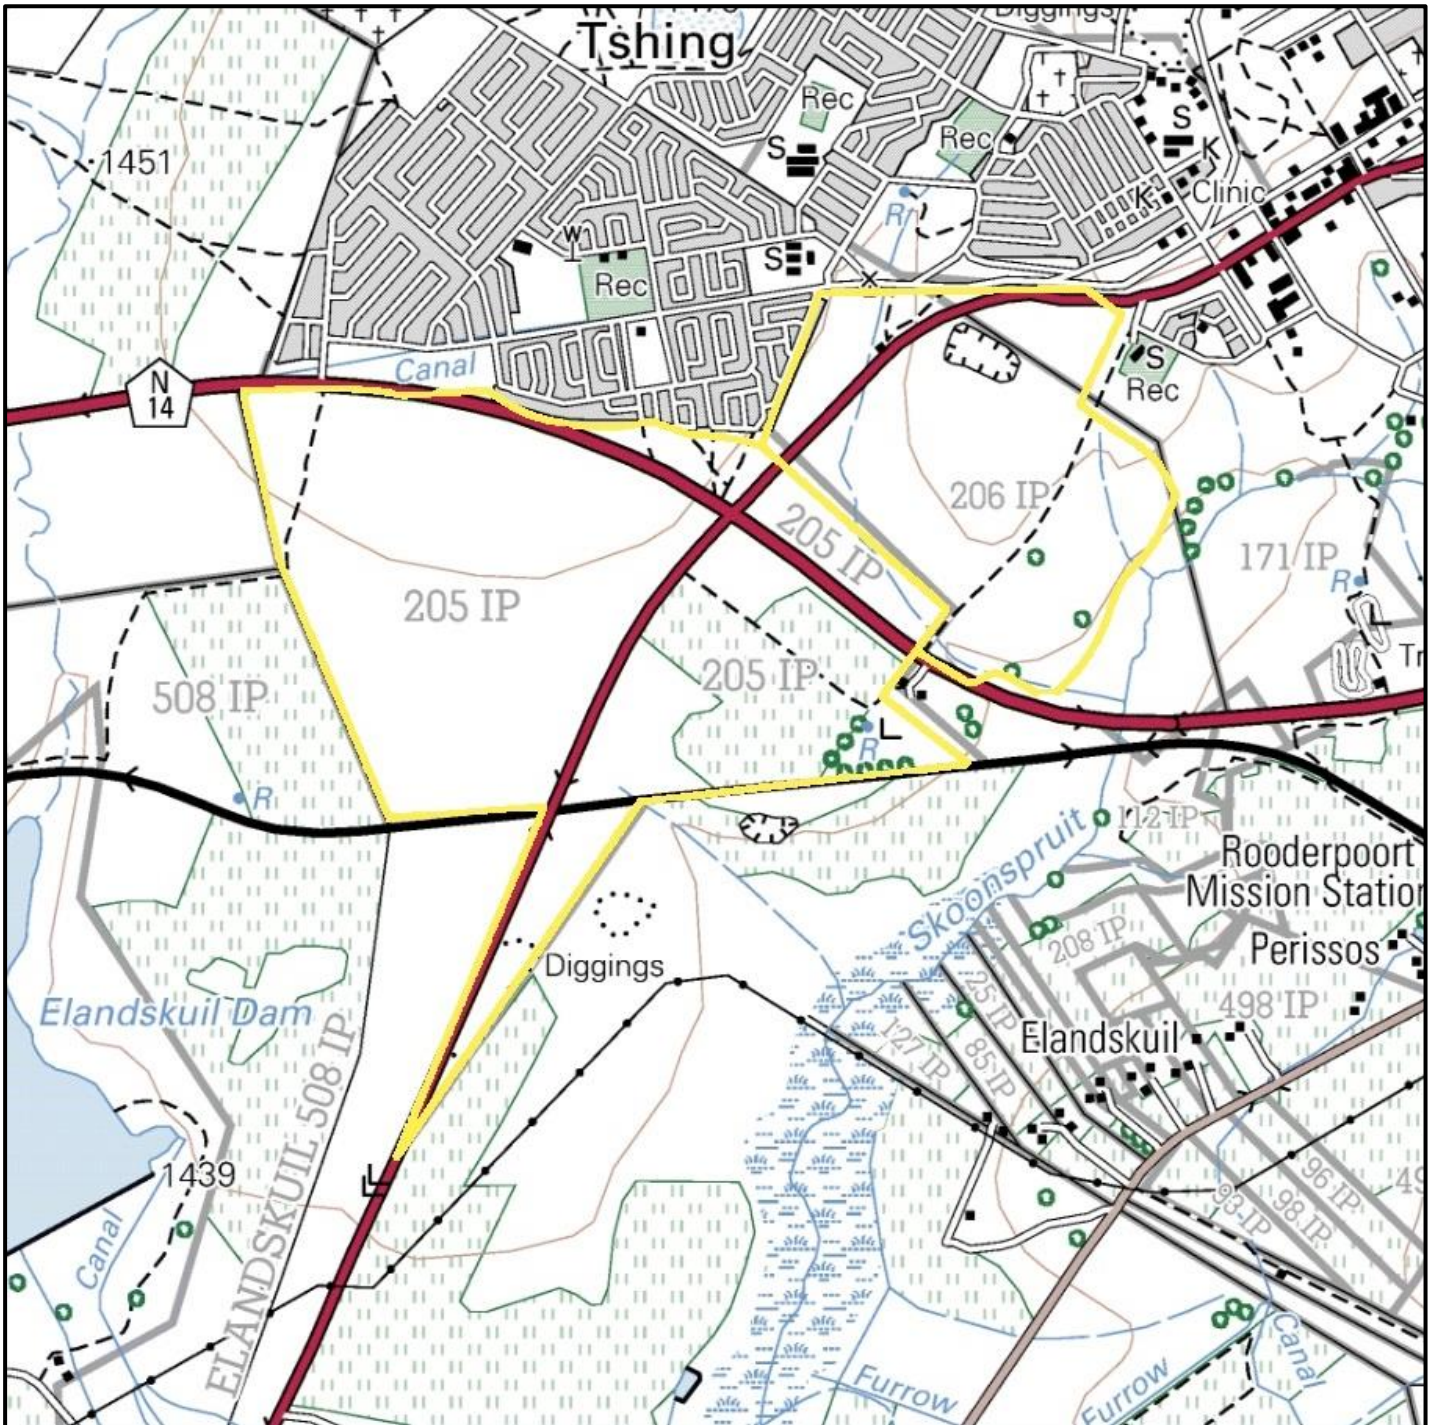 Diggings
Tshing
Rec
S
1451
Rec
S
K
K
Clinic
R
W
S
Rec
N
14
Canal
S
Rec
206 IP
205 IP
171 IP
R
205 IP
205 IP
508 IP
R
R
112 IP
Rooderpoort
Mission Station
Skoonspruit
Perissos
208 IP
Diggings
25 IP
498 IP
Elandskuil Dam
127 IP
85 IP
Elandskuil
ELANDSKUIL 508 IP
1439
96 IP
98 IP
93 IP
Canal
Canal
Furrow
Furrow